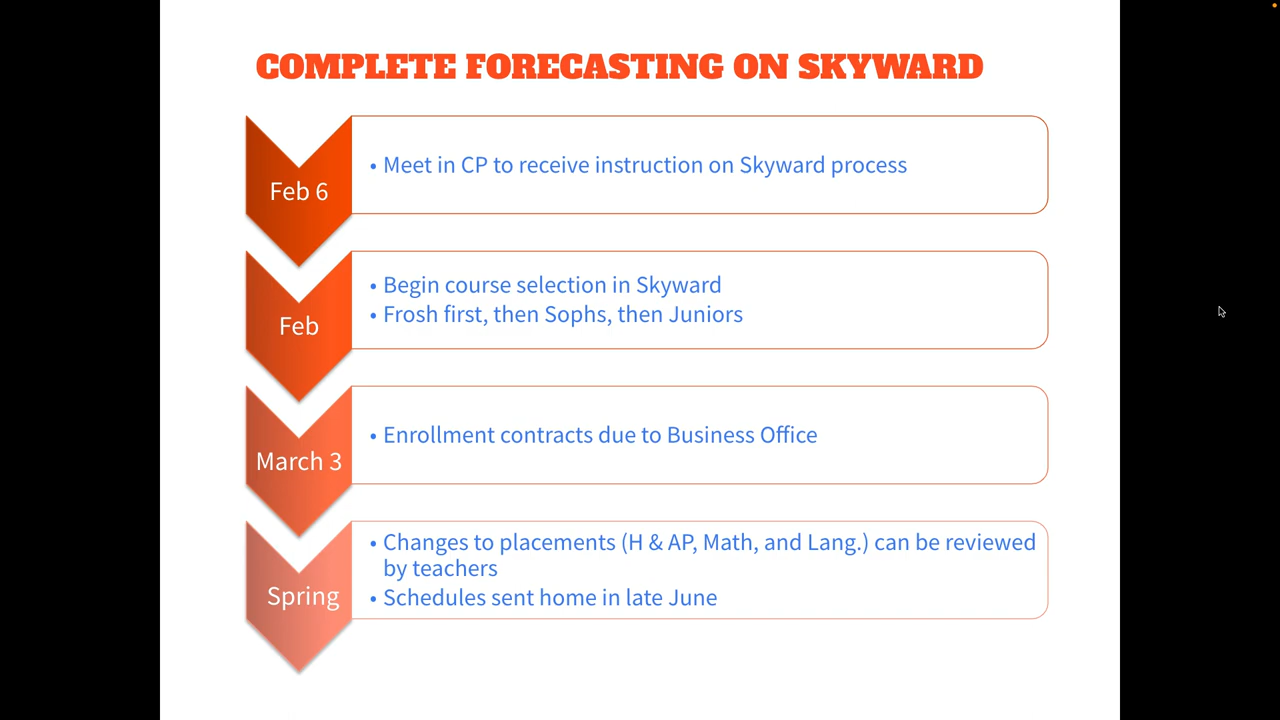 COMPLETE FORECASTING ON SKYWARD
Feb 6
• Meet in CP to receive instruction on Skyward process
Feb
• Begin course selection in Skyward
• Frosh first, then Sophs, then Juniors
March 3
• Enrollment contracts due to Business Office
Spring
• Changes to placements (H & AP, Math, and Lang.) can be reviewed
by teachers
• Schedules sent home in late June